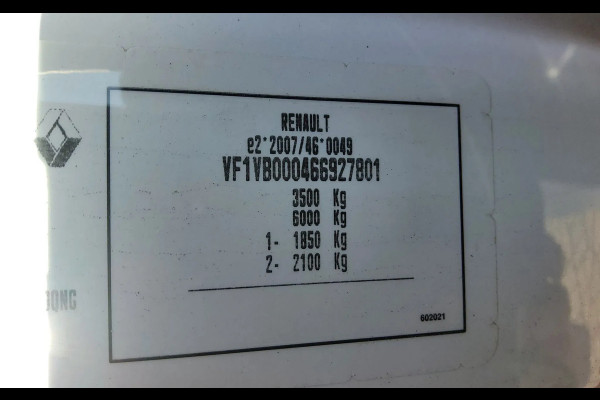 RENAULT
e2*2007/46*0049
VF1VB000466927801
3500 Kg
6000 Kg
1- 1850 Kg
2- 2100 Kg
602021